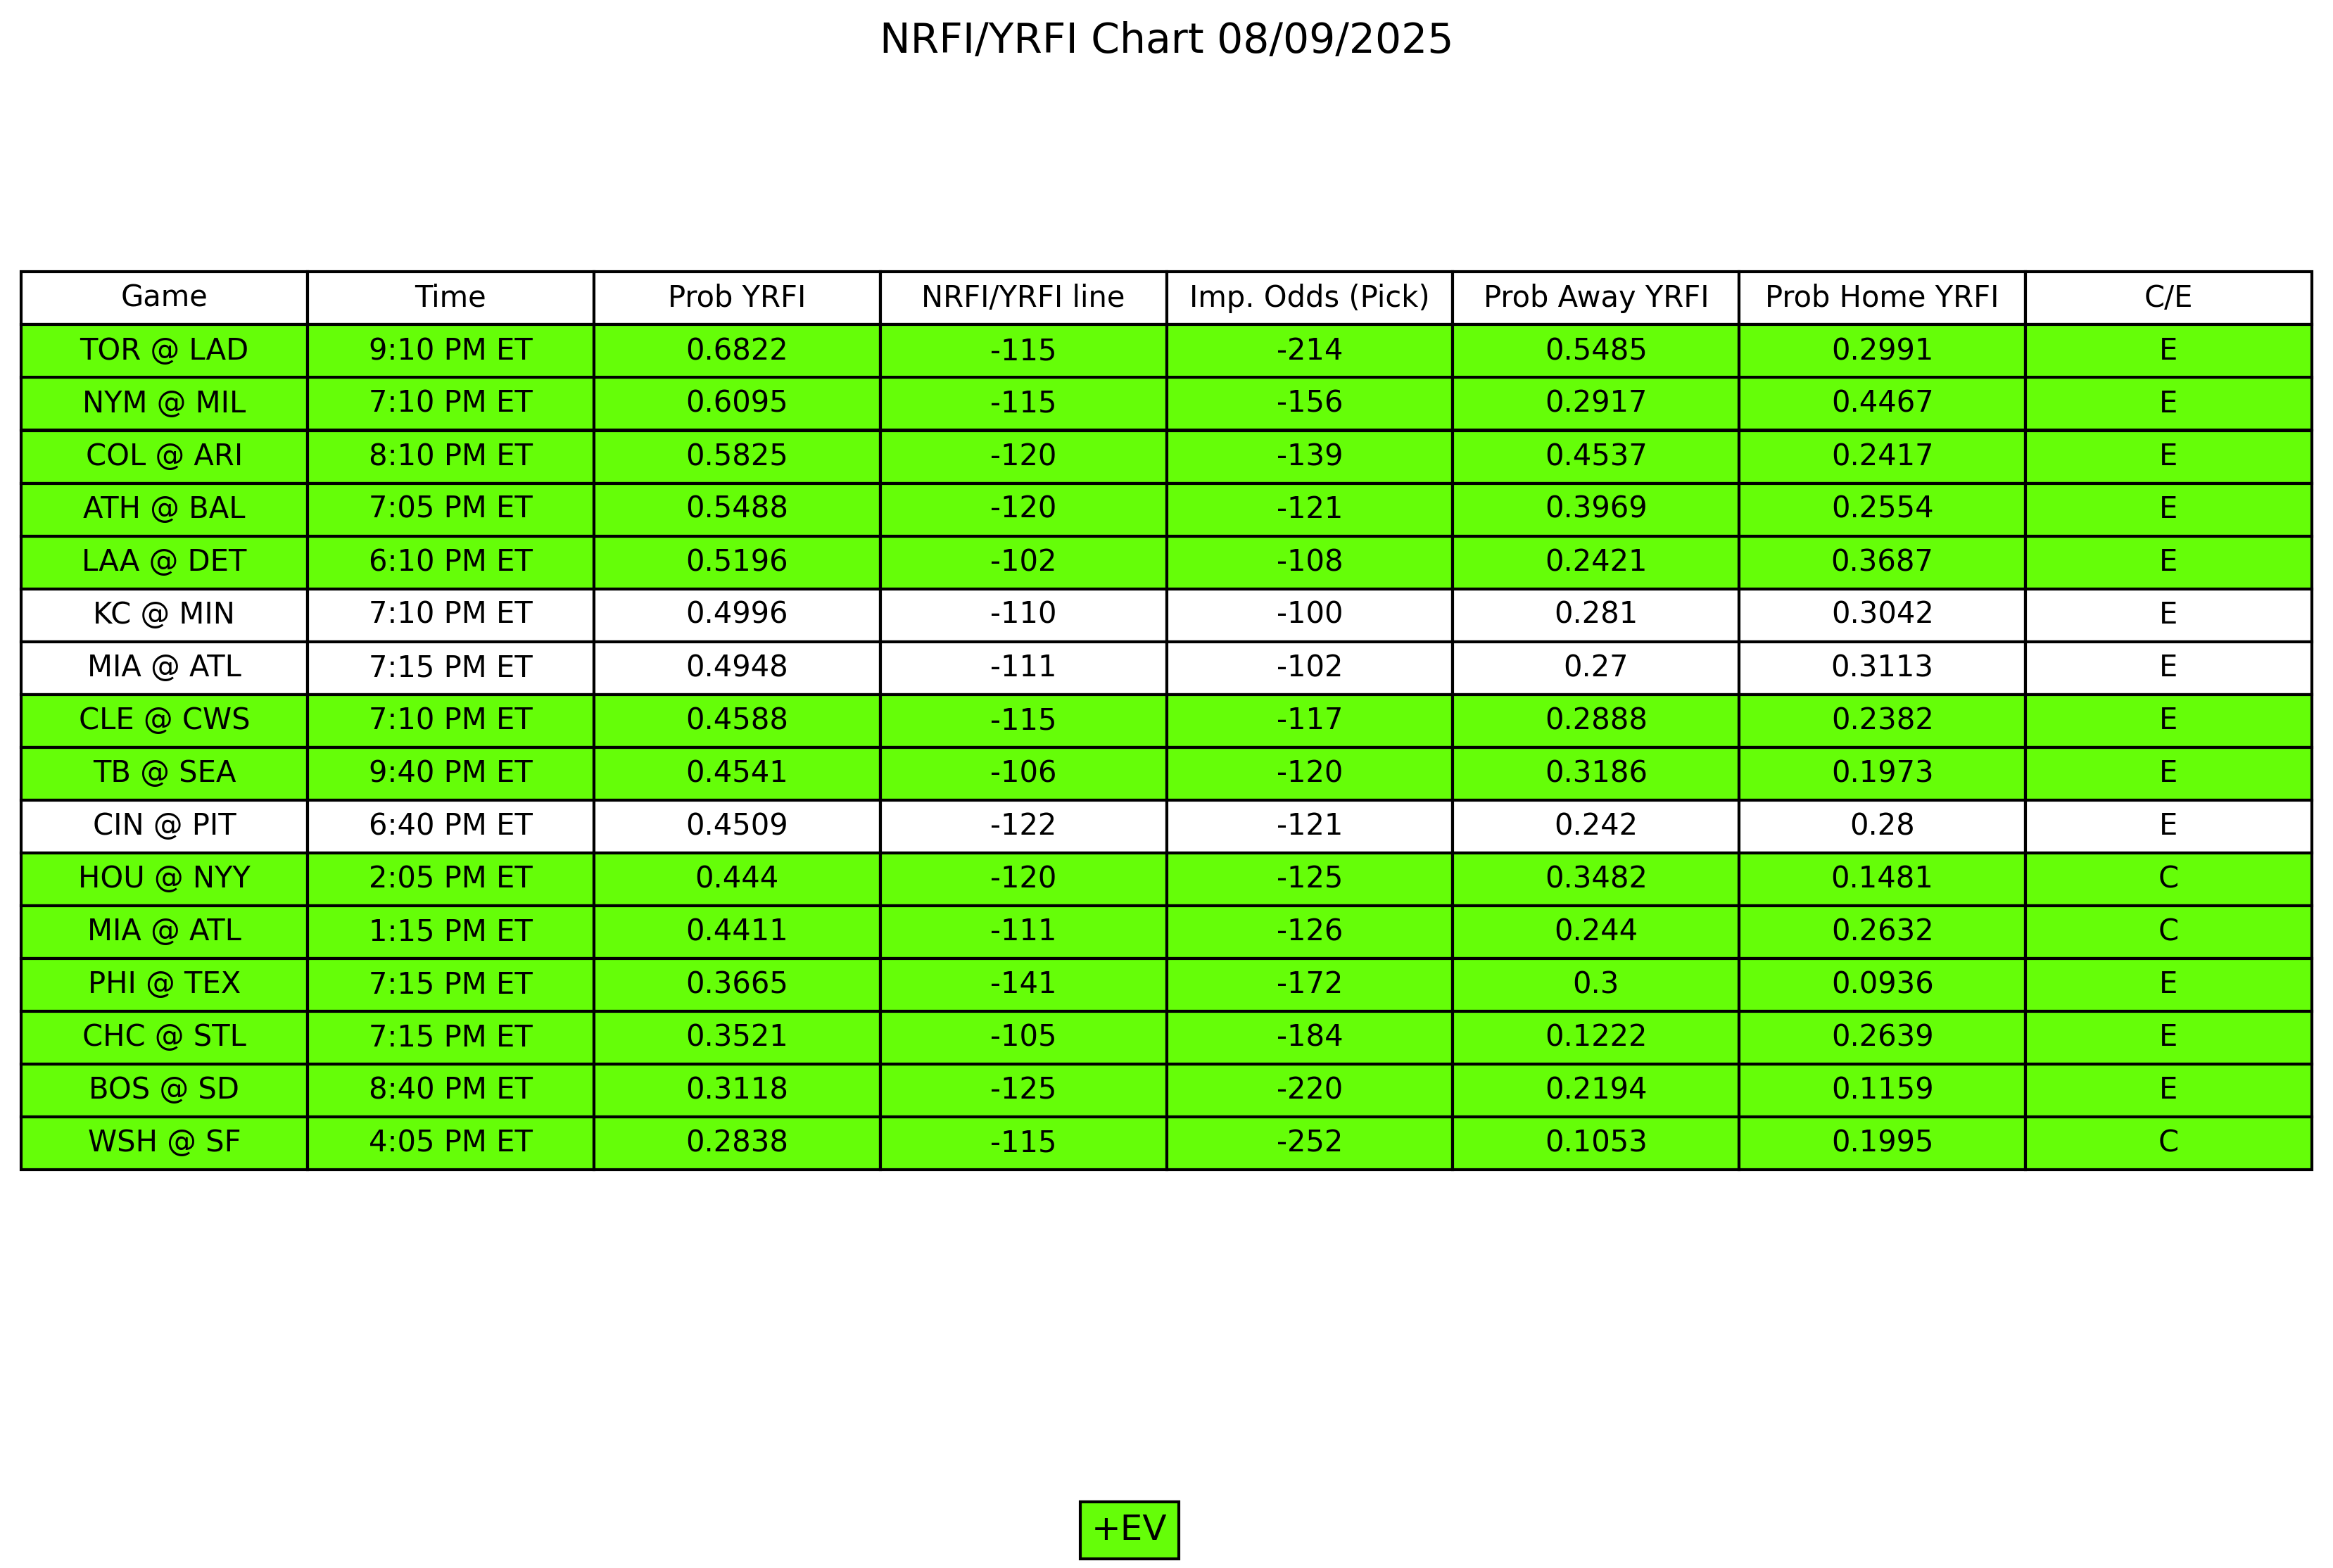 NRFI/YRFI Chart 08/09/2025
Game Time Prob YRFI NRFI/YRFI line Imp. Odds (Pick) Prob Away YRFI Prob Home YRFI C/E
TOR @ LAD 9:10 PM ET 0.6822 -115 -214 0.5485 0.2991 E
NYM @ MIL 7:10 PM ET 0.6095 -115 -156 0.2917 0.4467 E
COL @ ARI 8:10 PM ET 0.5825 -120 -139 0.4537 0.2417 E
ATH @ BAL 7:05 PM ET 0.5488 -120 -121 0.3969 0.2554 E
LAA @ DET 6:10 PM ET 0.5196 -102 -108 0.2421 0.3687 E
KC @ MIN 7:10 PM ET 0.4996 -110 -100 0.281 0.3042 E
MIA @ ATL 7:15 PM ET 0.4948 -111 -102 0.27 0.3113 E
CLE @ CWS 7:10 PM ET 0.4588 -115 -117 0.2888 0.2382 E
TB @ SEA 9:40 PM ET 0.4541 -106 -120 0.3186 0.1973 E
CIN @ PIT 6:40 PM ET 0.4509 -122 -121 0.242 0.28 E
HOU @ NYY 2:05 PM ET 0.444 -120 -125 0.3482 0.1481 C
MIA @ ATL 1:15 PM ET 0.4411 -111 -126 0.244 0.2632 C
PHI @ TEX 7:15 PM ET 0.3665 -141 -172 0.3 0.0936 E
CHC @ STL 7:15 PM ET 0.3521 -105 -184 0.1222 0.2639 E
BOS @ SD 8:40 PM ET 0.3118 -125 -220 0.2194 0.1159 E
WSH @ SF 4:05 PM ET 0.2838 -115 -252 0.1053 0.1995 C
+EV